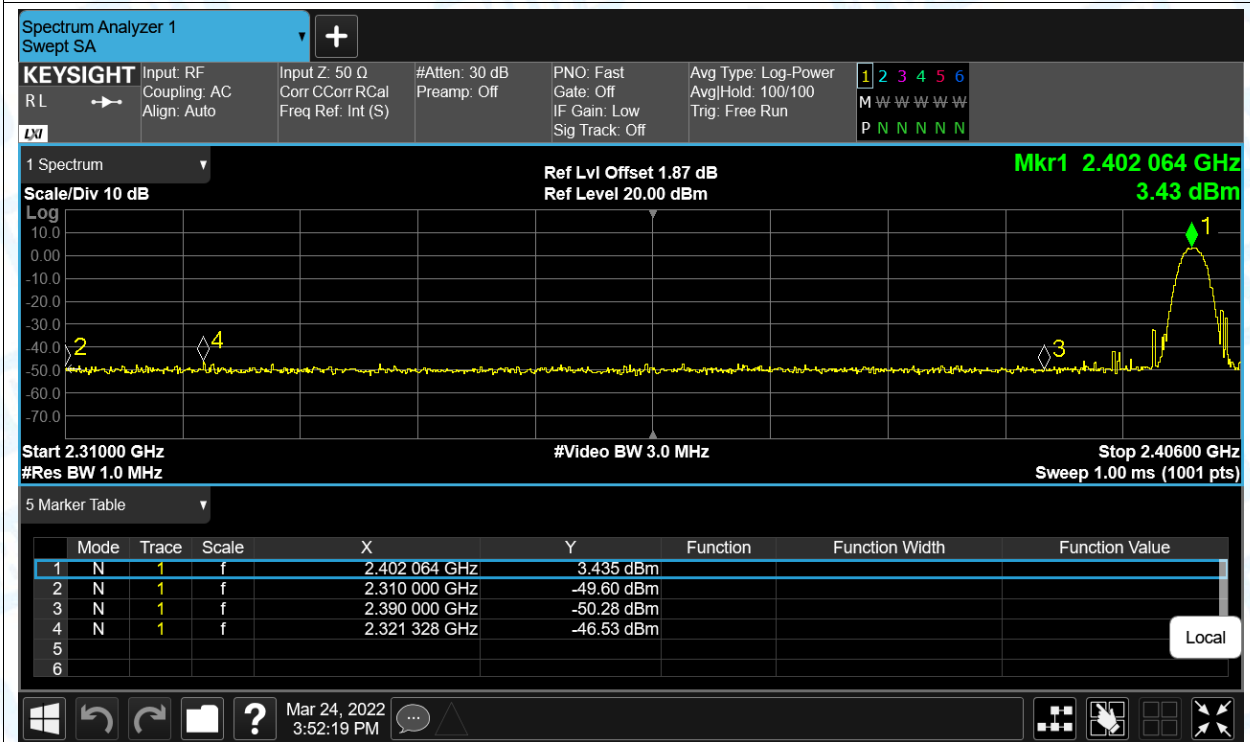 Spectrum Analyzer 1
Swept SA
KEYSIGHT
R L
LXI
Input: RF
Coupling: AC
Align: Auto
Input Z: 50 Ω
Corr CCorr RCal
Freq Ref: Int (S)
#Atten: 30 dB
Preamp: Off
PNO: Fast
Gate: Off
IF Gain: Low
Sig Track: Off
Avg Type: Log-Power
Avg|Hold: 100/100
Trig: Free Run
1 2 3 4 5 6
M W W W W W
P N N N N N
1 Spectrum
Scale/Div 10 dB
Ref Lvl Offset 1.87 dB
Ref Level 20.00 dBm
Mkr1 2.402 064 GHz
3.43 dBm
Log
10.0
0.00
-10.0
-20.0
-30.0
-40.0
-50.0
-60.0
-70.0
1
2
4
3
Start 2.31000 GHz
#Res BW 1.0 MHz
#Video BW 3.0 MHz
Stop 2.40600 GHz
Sweep 1.00 ms (1001 pts)
5 Marker Table
Mode Trace Scale X Y Function Function Width Function Value
1 N 1 f 2.402 064 GHz 3.435 dBm
2 N 1 f 2.310 000 GHz -49.60 dBm
3 N 1 f 2.390 000 GHz -50.28 dBm
4 N 1 f 2.321 328 GHz -46.53 dBm
5
6
Local
?
Mar 24, 2022
3:52:19 PM